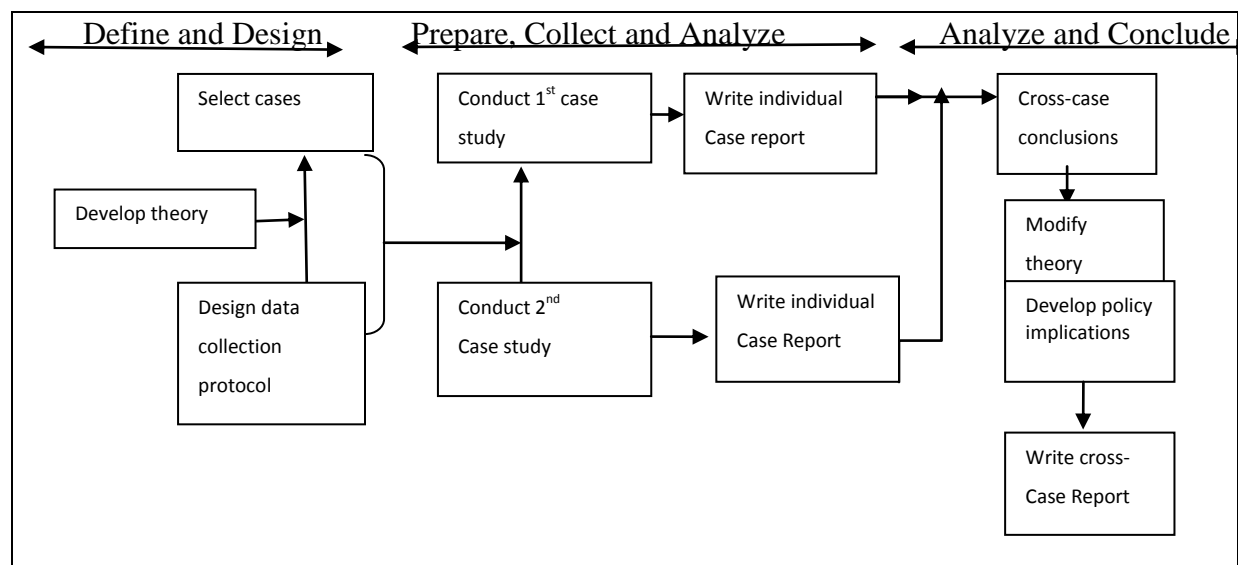 Define and Design
Prepare, Collect and Analyze
Analyze and Conclude
Select cases
Develop theory
Design data
collection
protocol
Conduct 1st case
study
Write individual
Case report
Conduct 2nd
Case study
Write individual
Case Report
Cross-case
conclusions
Modify
theory
Develop policy
implications
Write cross-
Case Report